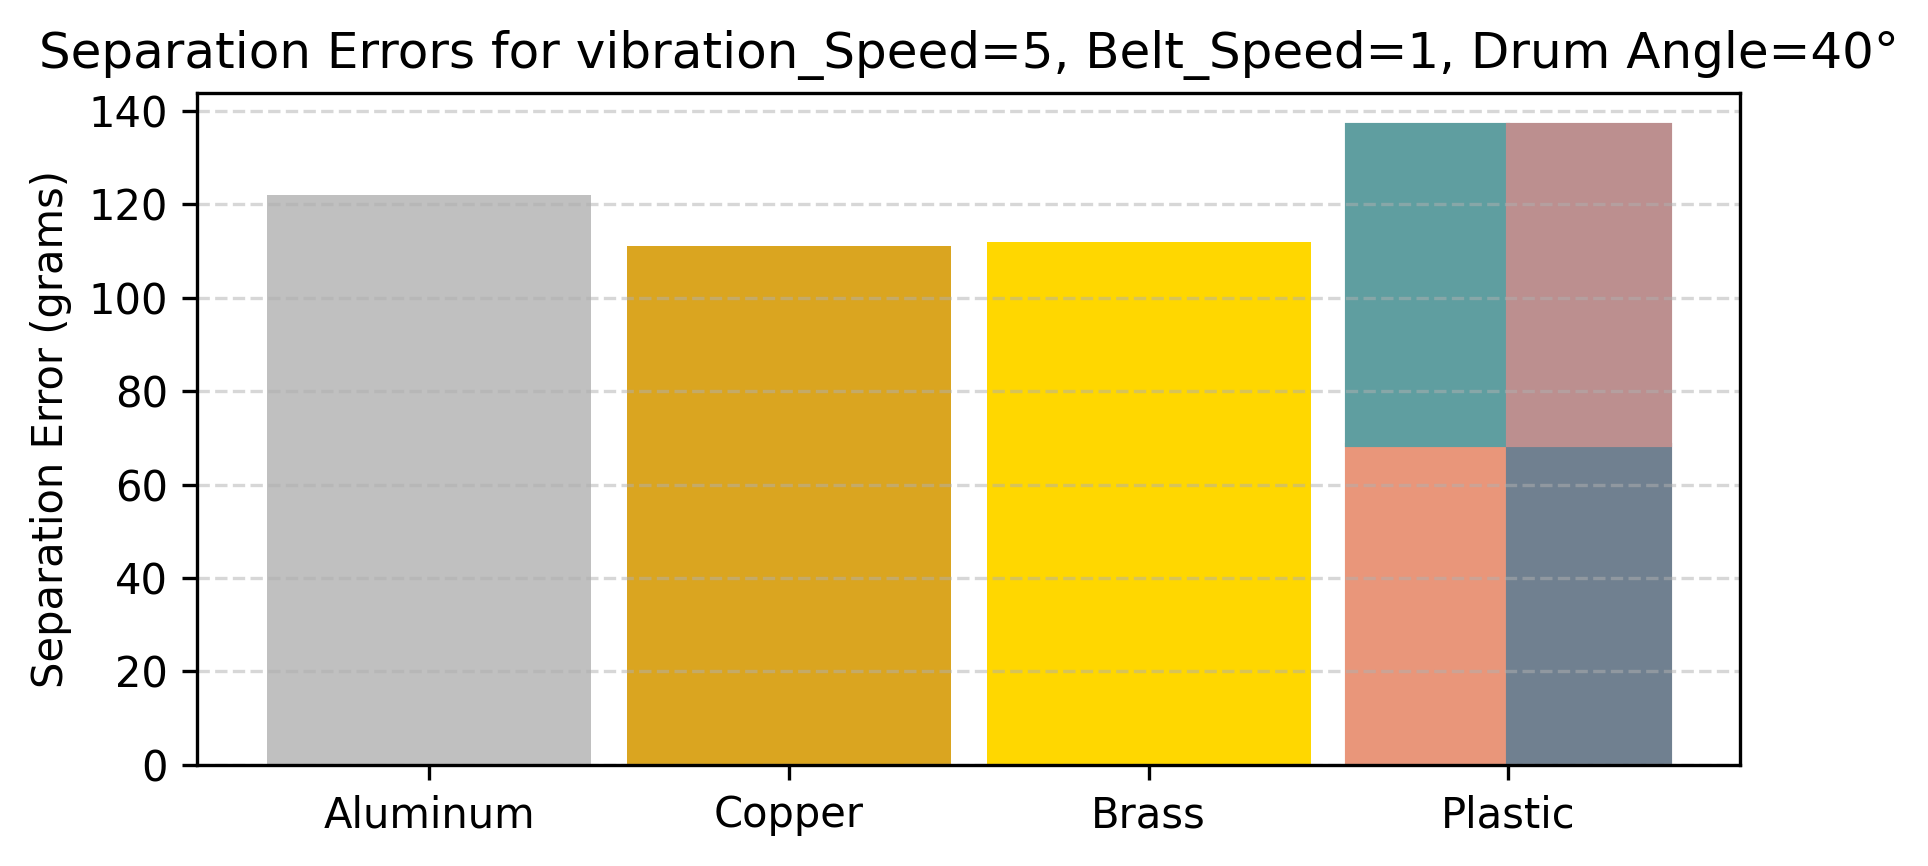 Separation Errors for vibration_Speed=5, Belt_Speed=1, Drum Angle=40°
Separation Error (grams)
140
120
100
80
60
40
20
0
Aluminum
Copper
Brass
Plastic